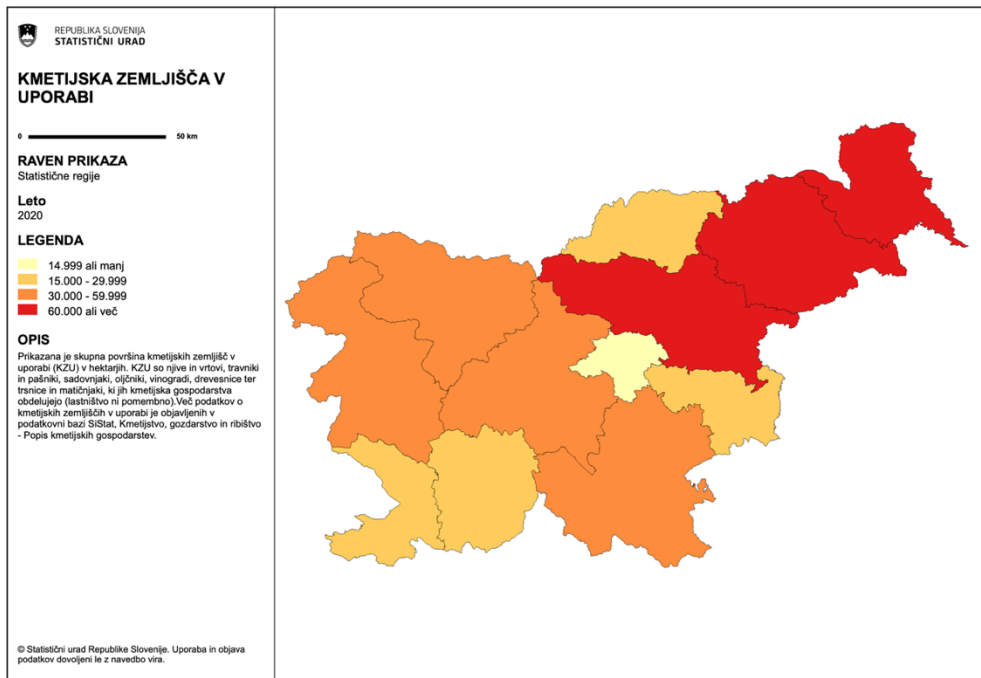 REPUBLIKA SLOVENIJA
STATISTIČNI URAD
KMETIJSKA ZEMLJIŠČA V
UPORABI
0 50 km
RAVEN PRIKAZA
Statistične regije
Leto
2020
LEGENDA
14.999 ali manj
15.000 - 29.999
30.000 - 59.999
60.000 ali več
OPIS
Prikazana je skupna površina kmetijskih zemljišč v
uporabi (KZU) v hektarjih. KZU so njive in vrtovi, travniki
in pašniki, sadovnjaki, oljčniki, vinogradi, drevesnice ter
trsnice in matičnjaki, ki jih kmetijska gospodarstva
obdelujejo (lastništvo ni pomembno).Več podatkov o
kmetijskih zemljiščih v uporabi je objavljenih v
podatkovni bazi SiStat, Kmetijstvo, gozdarstvo in ribištvo
- Popis kmetijskih gospodarstev.
© Statistični urad Republike Slovenije. Uporaba in objava
podatkov dovoljeni le z navedbo vira.